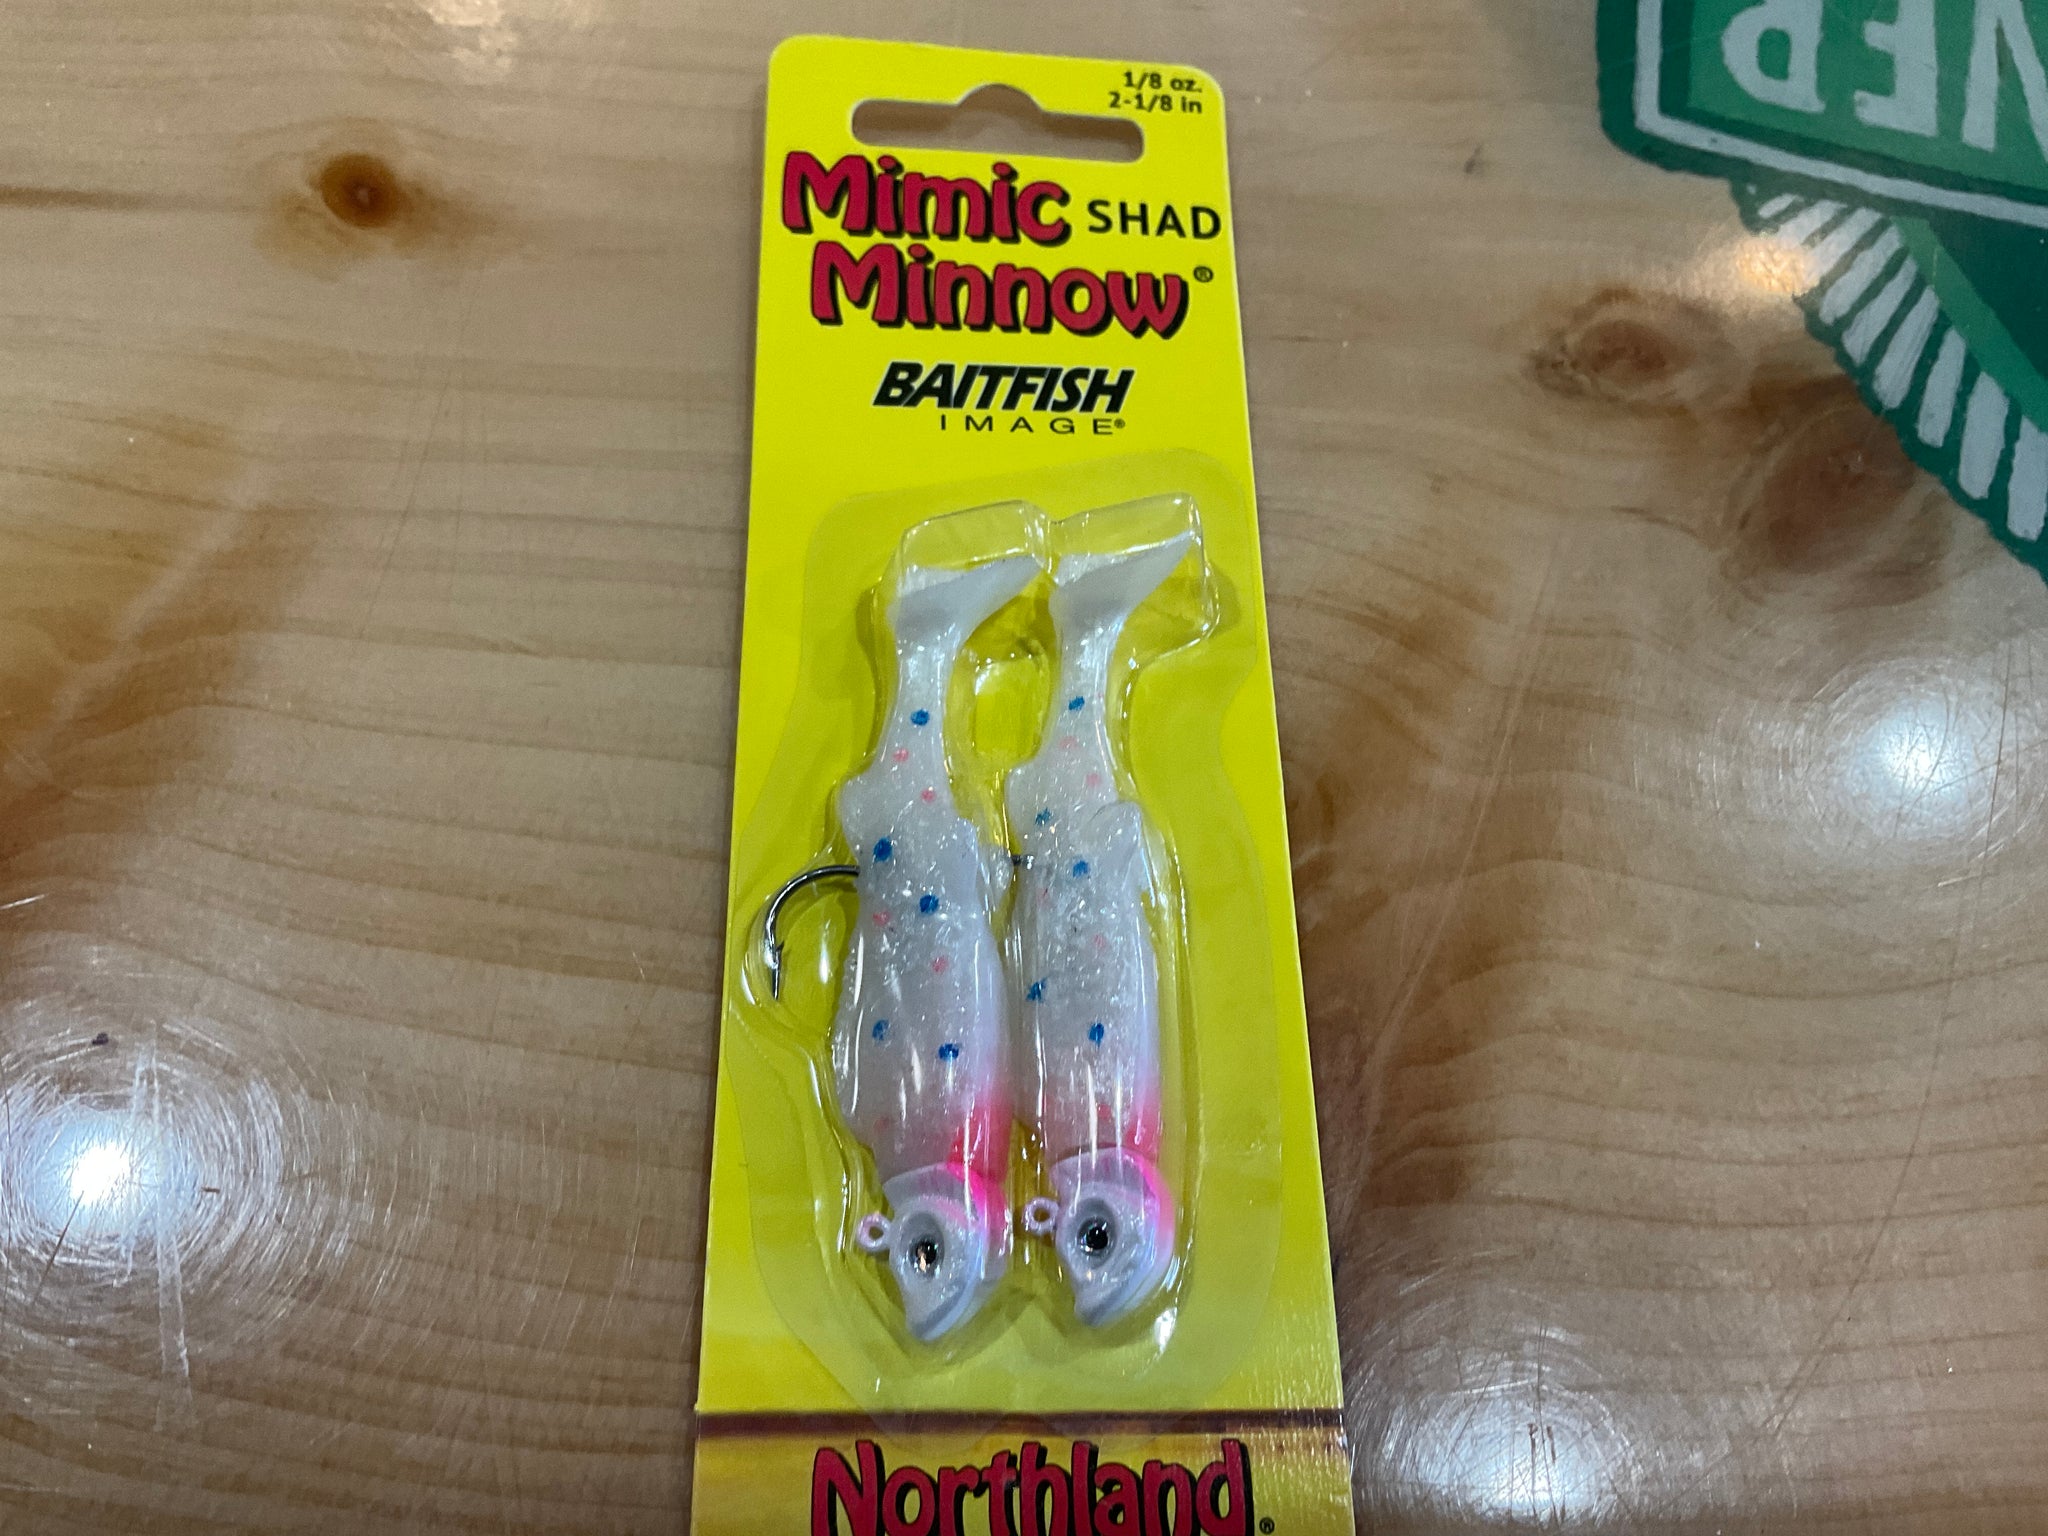 1/8 oz.
2-1/8 in
Mimic SHAD
Minnow®
BAITFISH
IMAGE®
Northland®